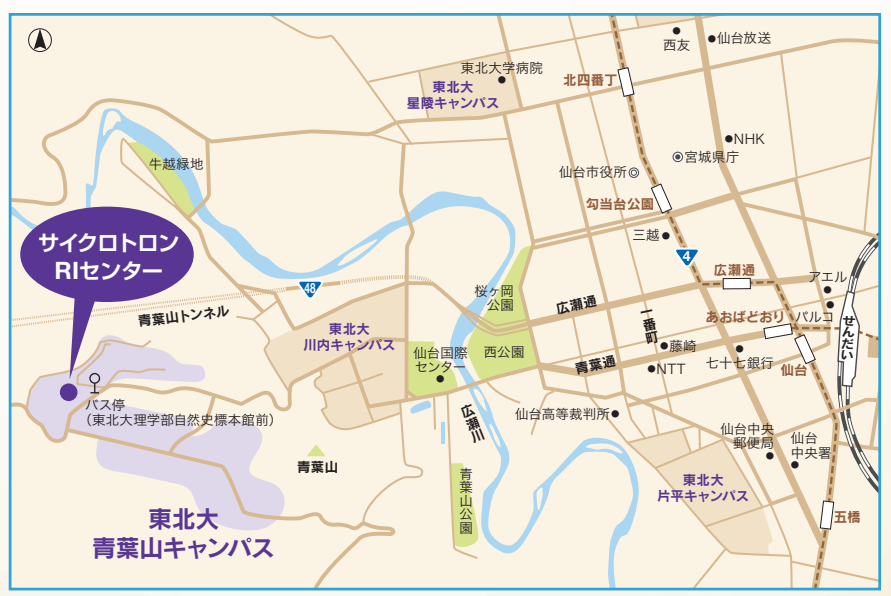 西友
仙台放送
東北大学病院
東北大
星陵キャンパス
北四番丁
NHK
宮城県庁
仙台市役所
牛越緑地
勾当台公園
三越
サイクロトロン
RIセンター
4
広瀬通
アエル
48
桜ヶ岡
公園
広瀬通
青葉山トンネル
あおばどおり
パルコ
せんだい
東北大
川内キャンパス
一番町
藤崎
仙台国際
センター
西公園
青葉通
NTT
七十七銀行
仙台
バス停
(東北大理学部自然史標本館前)
広瀬川
仙台高等裁判所
仙台中央
郵便局
仙台
中央署
青葉山
青葉山公園
東北大
片平キャンパス
五橋
東北大
青葉山キャンパス